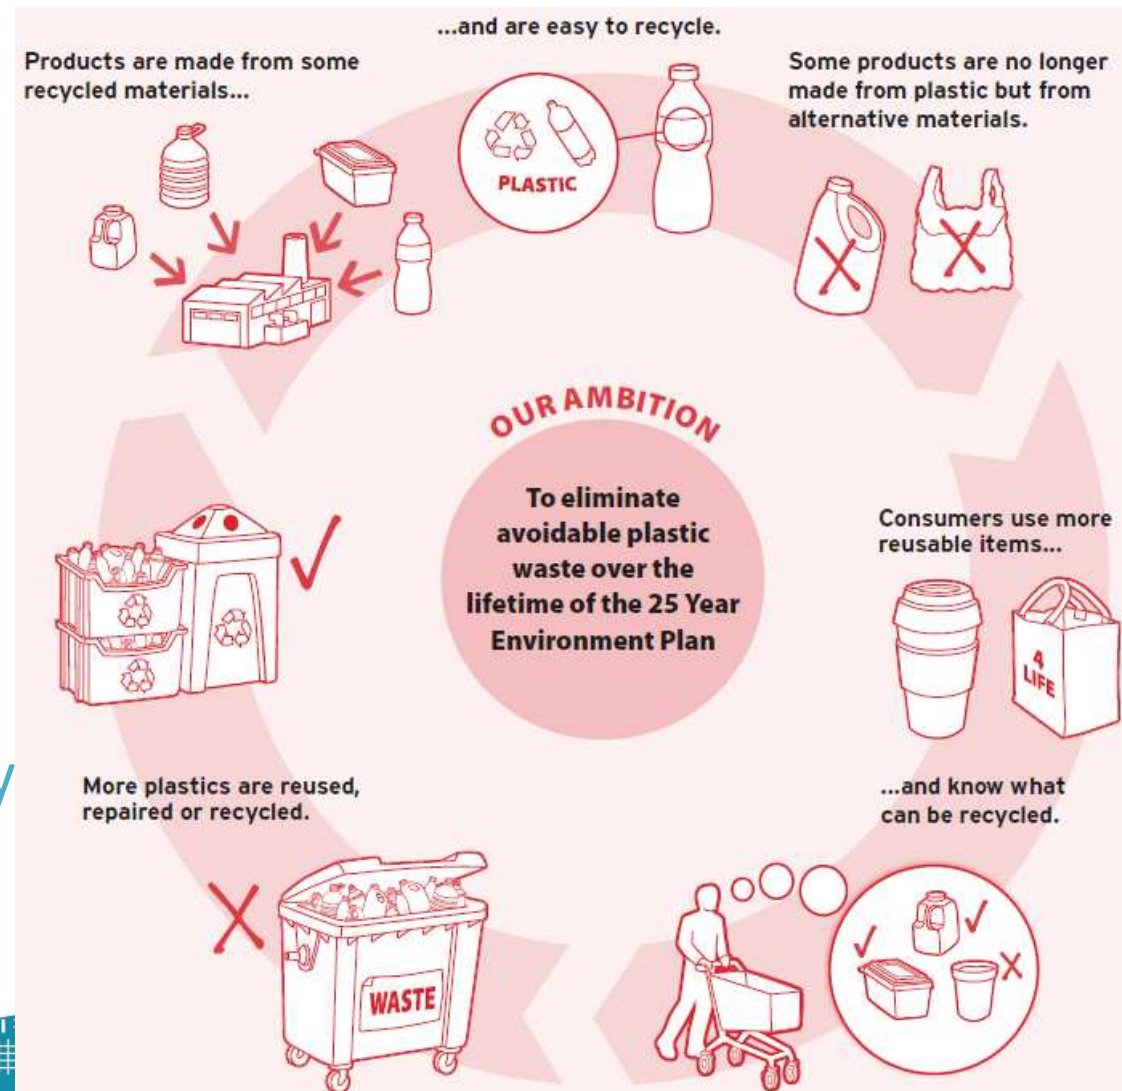 ...and are easy to recycle.
Products are made from some
recycled materials...
Some products are no longer
made from plastic but from
alternative materials.
PLASTIC
OUR AMBITION
To eliminate
avoidable plastic
waste over the
lifetime of the 25 Year
Environment Plan
Consumers use more
reusable items...
4
LIFE
...and know what
can be recycled.
More plastics are reused,
repaired or recycled.
WASTE